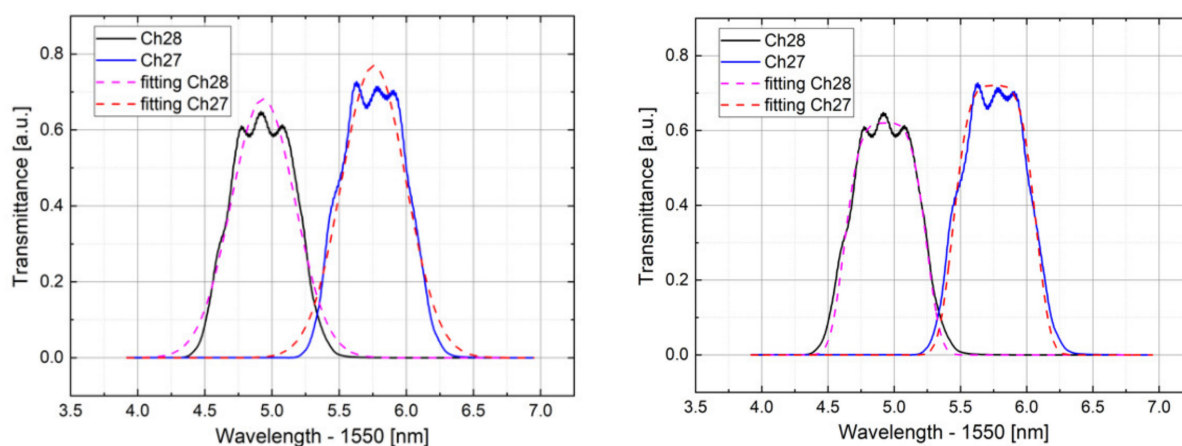 Ch28
Ch27
fitting Ch28
fitting Ch27
Transmittance [a.u.]
0.8
0.6
0.4
0.2
0.0
3.5 4.0 4.5 5.0 5.5 6.0 6.5 7.0
Wavelength - 1550 [nm]
Ch28
Ch27
fitting Ch28
fitting Ch27
Transmittance [a.u.]
0.8
0.6
0.4
0.2
0.0
3.5 4.0 4.5 5.0 5.5 6.0 6.5 7.0
Wavelength - 1550 [nm]